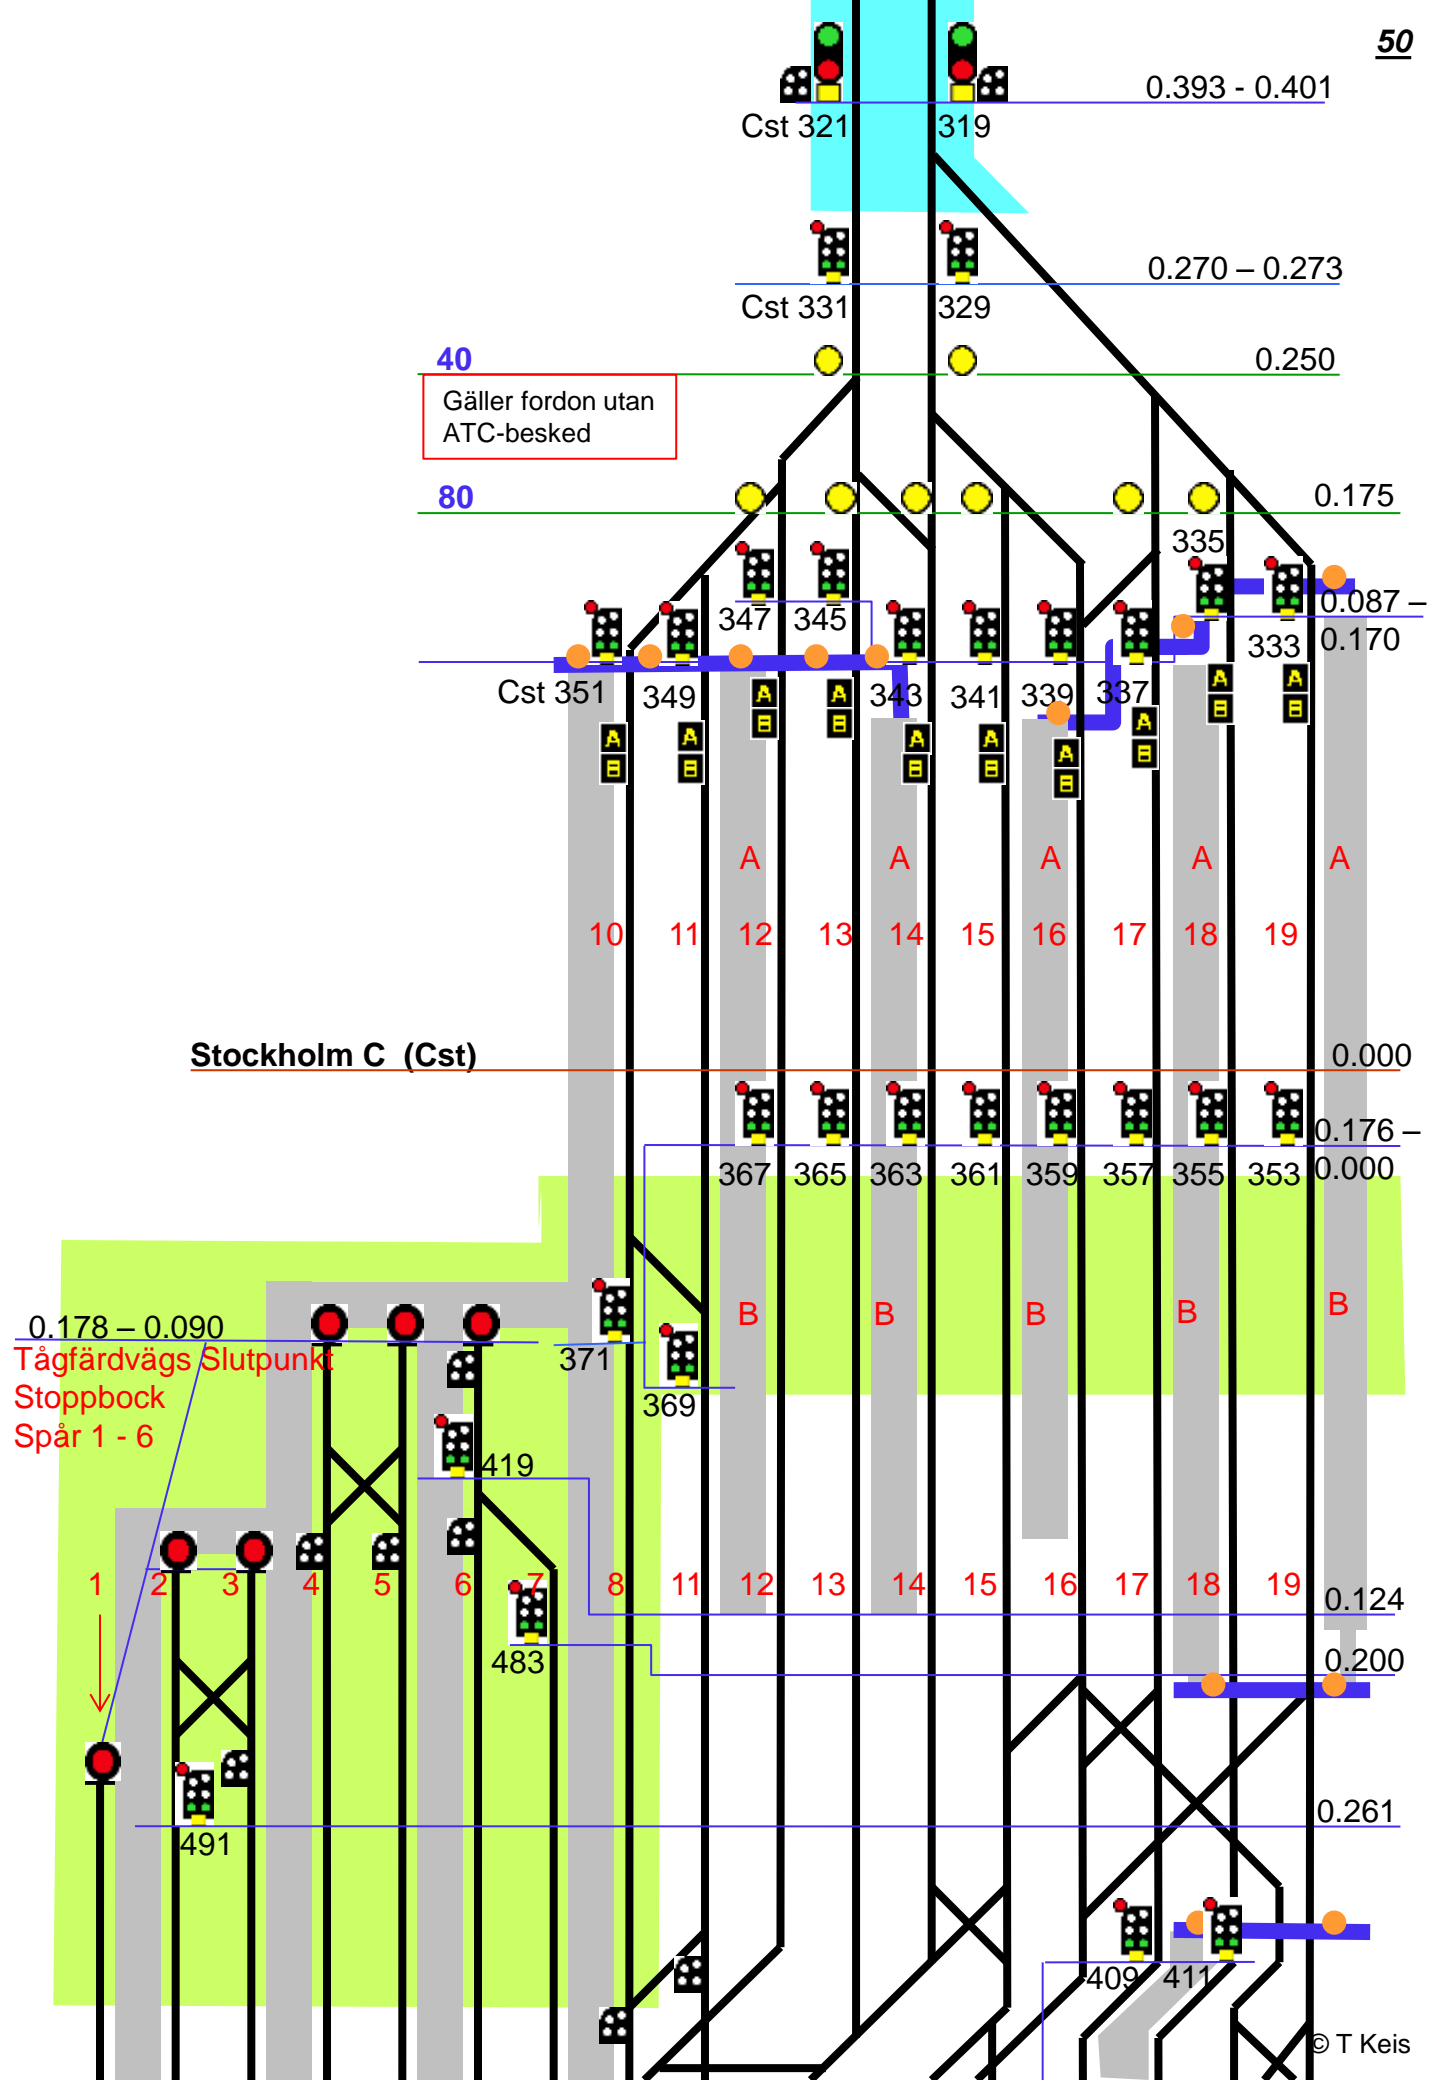 50
0.393 - 0.401
Cst 321
319
0.270 – 0.273
Cst 331
329
40
0.250
Gäller fordon utan
ATC-besked
80
0.175
335
347
345
333
0.087 –
0.170
Cst 351
349
343
341
339
337
A A A A A A A A A A
B B B B B B B B B B
A A A A A
10 11 12 13 14 15 16 17 18 19
Stockholm C (Cst)
0.000
0.176 –
0.000
367 365 363 361 359 357 355 353
B B B B B
0.178 – 0.090
Tågfärdvägs Slutpunkt
Stoppbock
Spår 1 - 6
371
369
419
1 2 3 4 5 6 7 8 11 12 13 14 15 16 17 18 19
0.124
483
0.200
0.261
491
409
411
© T Keis